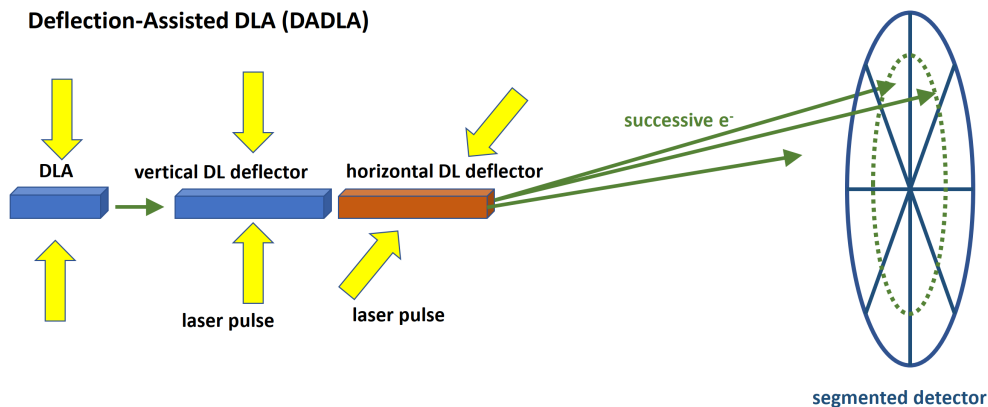 Deflection-Assisted DLA (DADLA)
DLA
vertical DL deflector
horizontal DL deflector
successive e-
laser pulse
laser pulse
segmented detector